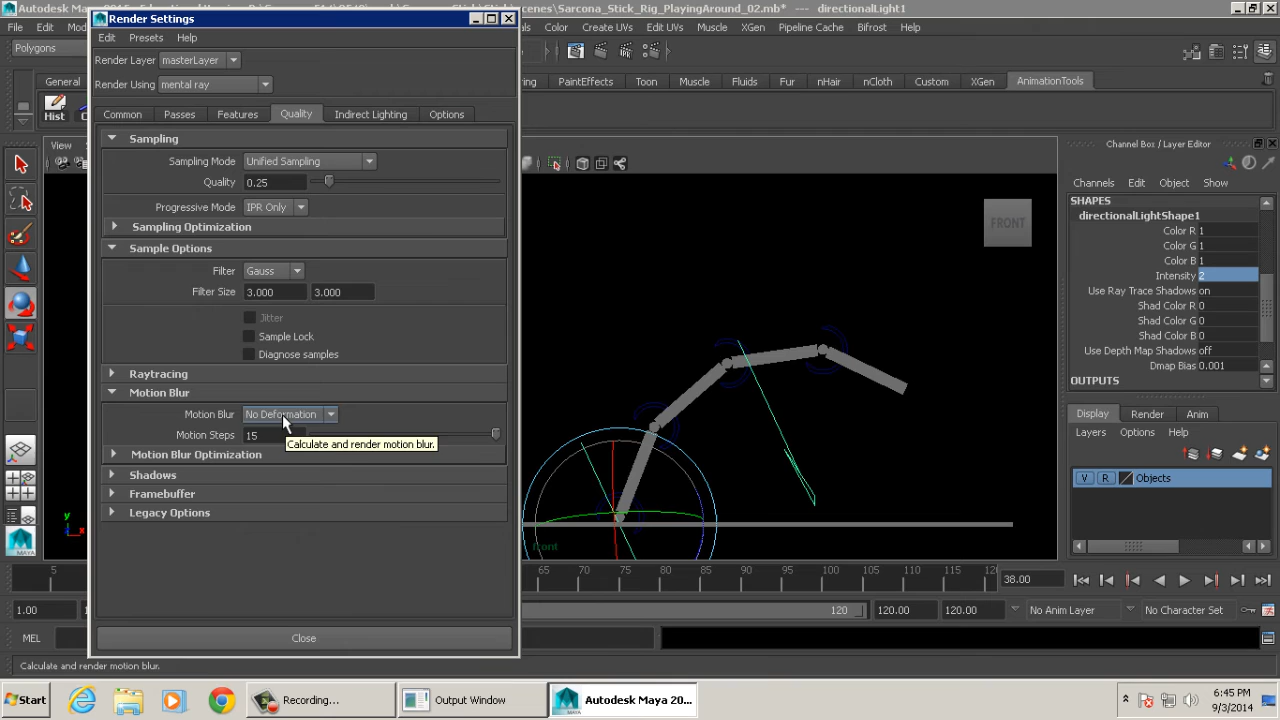 Autodesk Maya 20
scenes\Sarcona_Stick_Rig_PlayingAround_02.mb* --- directionalLight1
Render Settings
File Ed
Color Create UVs Edit UVs Muscle XGen Pipeline Cache Bifrost Help
Edit Presets Help
Polygons
Render Layer masterLayer
Render Using mental ray
General
PaintEffects Toon Muscle Fluids Fur nHair nCloth Custom XGen AnimationTools
Hist
Common Passes Features Quality Indirect Lighting Options
Sampling
View
Channel Box / Layer Editor
Sampling Mode Unified Sampling
Quality 0.25
Channels Edit Object Show
Progressive Mode IPR Only
SHAPES
directionalLightShape1
Sampling Optimization
Color R 1
Color G 1
Color B 1
Sample Options
FRONT
Filter Gauss
Intensity 2
Filter Size 3.000 3.000
Use Ray Trace Shadows on
Shad Color R 0
Jitter
Shad Color G 0
Sample Lock
Shad Color B 0
Diagnose samples
Use Depth Map Shadows off
Dmap Bias 0.001
Raytracing
OUTPUTS
Motion Blur
Motion Blur No Deformation
Display Render Anim
Motion Steps 15
Layers Options Help
Calculate and render motion blur.
Motion Blur Optimization
Shadows
V R Objects
Framebuffer
Legacy Options
y
x
front
5
65 70 75 80 85 90 95 100 105 110 115 12
38.00
1.00
120 120.00 120.00 No Anim Layer No Character Set
MEL
Close
Calculate and render motion blur.
Start
Recording...
Output Window
Autodesk Maya 20...
6:45 PM
9/3/2014